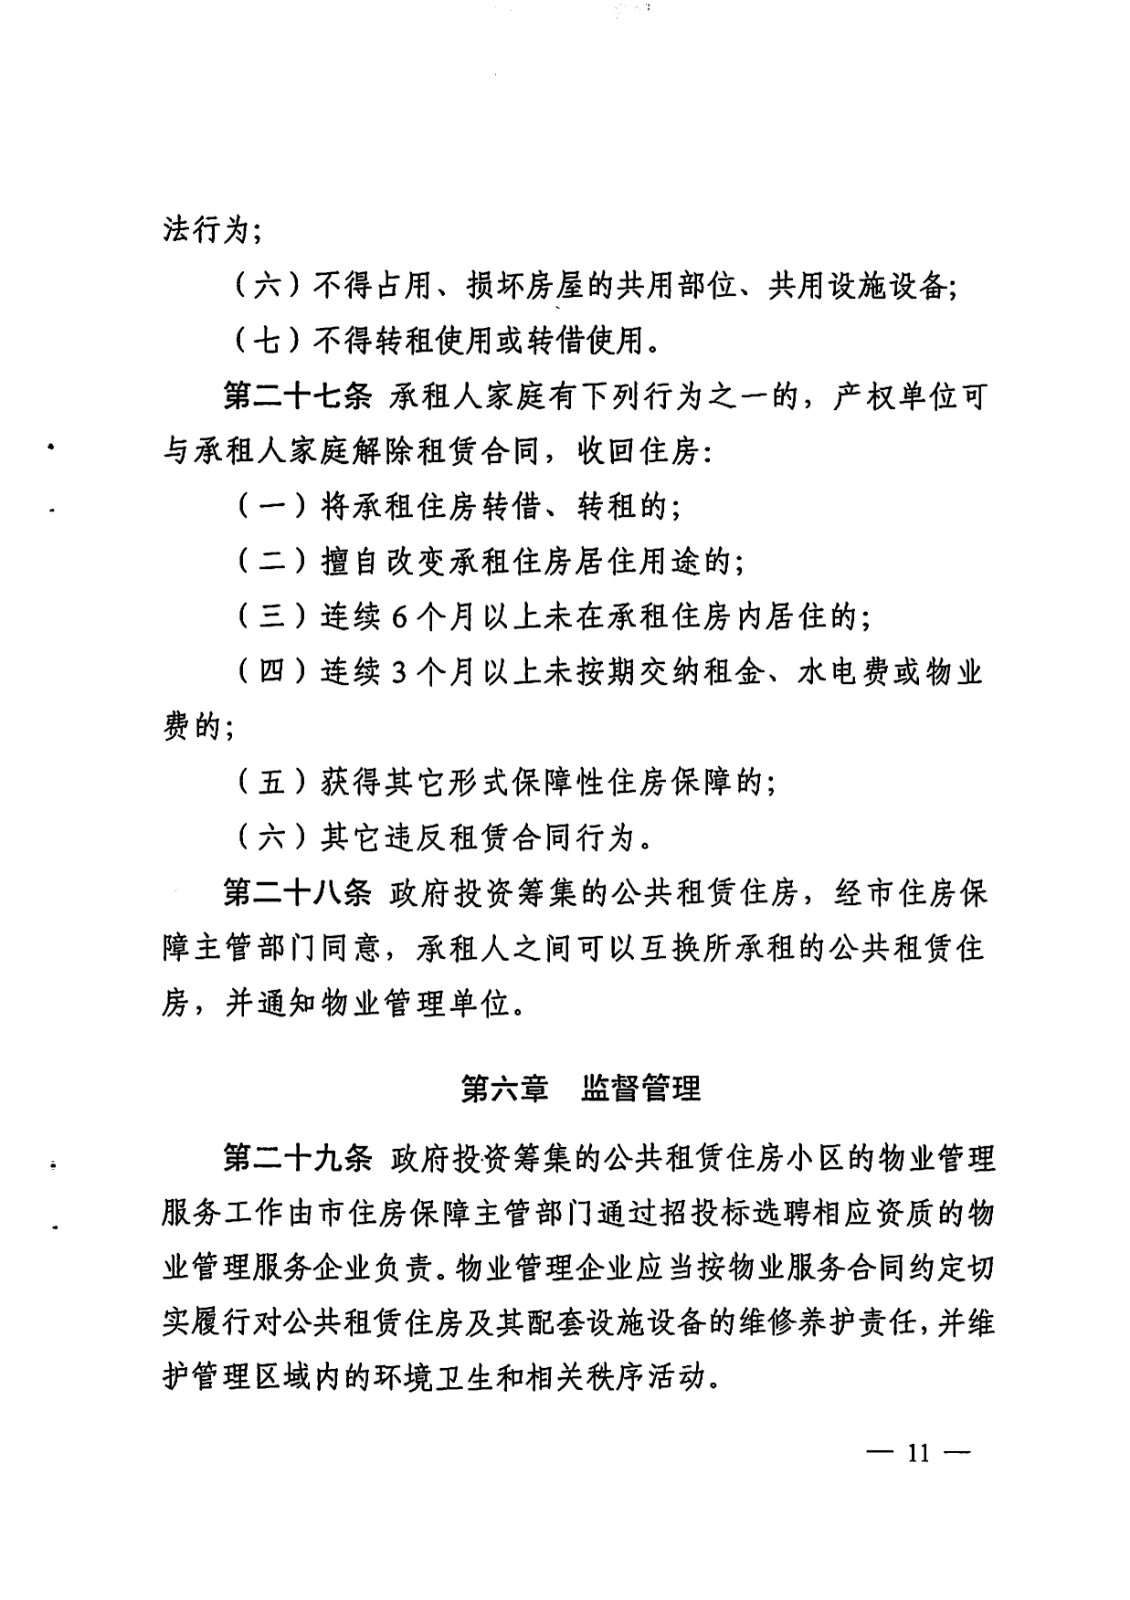 法行为；
（六）不得占用、损坏房屋的共用部位、共用设施设备；
（七）不得转租使用或转借使用。
第二十七条 承租人家庭有下列行为之一的，产权单位可
与承租人家庭解除租赁合同，收回住房：
（一）将承租住房转借、转租的；
（二）擅自改变承租住房居住用途的；
（三）连续6个月以上未在承租住房内居住的；
（四）连续3个月以上未按期交纳租金、水电费或物业
费的；
（五）获得其它形式保障性住房保障的；
（六）其它违反租赁合同行为。
第二十八条 政府投资筹集的公共租赁住房，经市住房保
障主管部门同意，承租人之间可以互换所承租的公共租赁住
房，并通知物业管理单位。
第六章 监督管理
第二十九条 政府投资筹集的公共租赁住房小区的物业管理
服务工作由市住房保障主管部门通过招投标选聘相应资质的物
业管理服务企业负责。物业管理企业应当按物业服务合同约定切
实履行对公共租赁住房及其配套设施设备的维修养护责任，并维
护管理区域内的环境卫生和相关秩序活动。
— 11 —